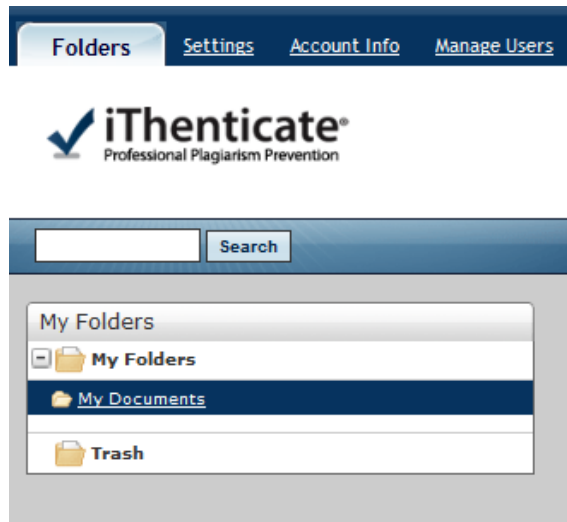 Folders Settings Account Info Manage Users
iThenticate®
Professional Plagiarism Prevention
Search
My Folders
My Folders
My Documents
Trash